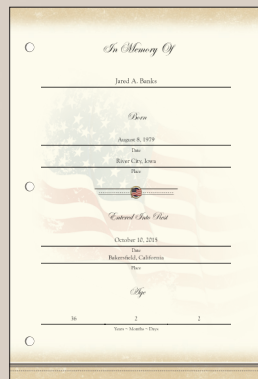 In Memory Of
Jared A. Banks
Born
August 8, 1979
Date
River City, Iowa
Place
Entered Into Rest
October 10, 2015
Date
Bakersfield, California
Place
Age
36 2 2
Years ~ Months ~ Days